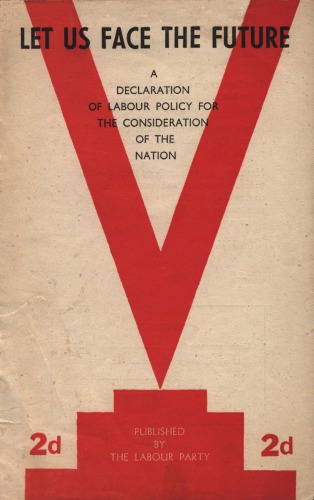 LET US FACE THE FUTURE
A
DECLARATION
OF LABOUR POLICY FOR
THE CONSIDERATION
OF THE
NATION
2d
PUBLISHED
BY
THE LABOUR PARTY
2d